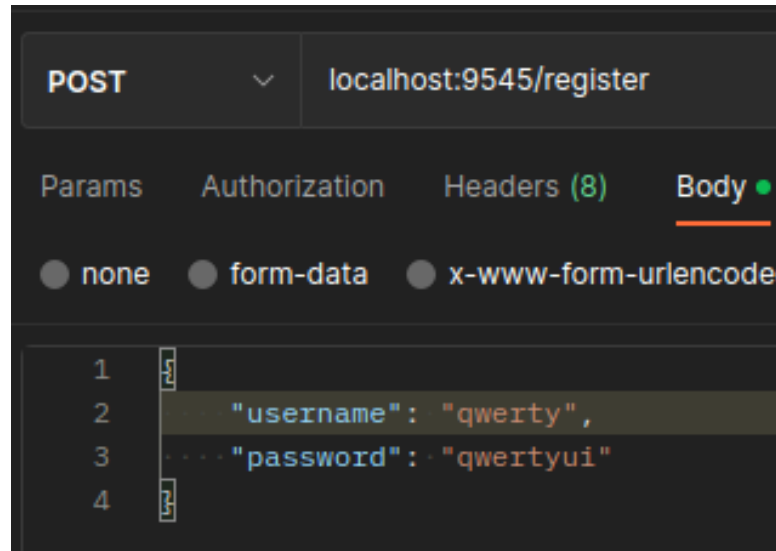 POST localhost:9545/register
Params Authorization Headers (8) Body
none form-data x-www-form-urlencode
1 {
2 "username": "qwerty",
3 "password": "qwertyui"
4 }